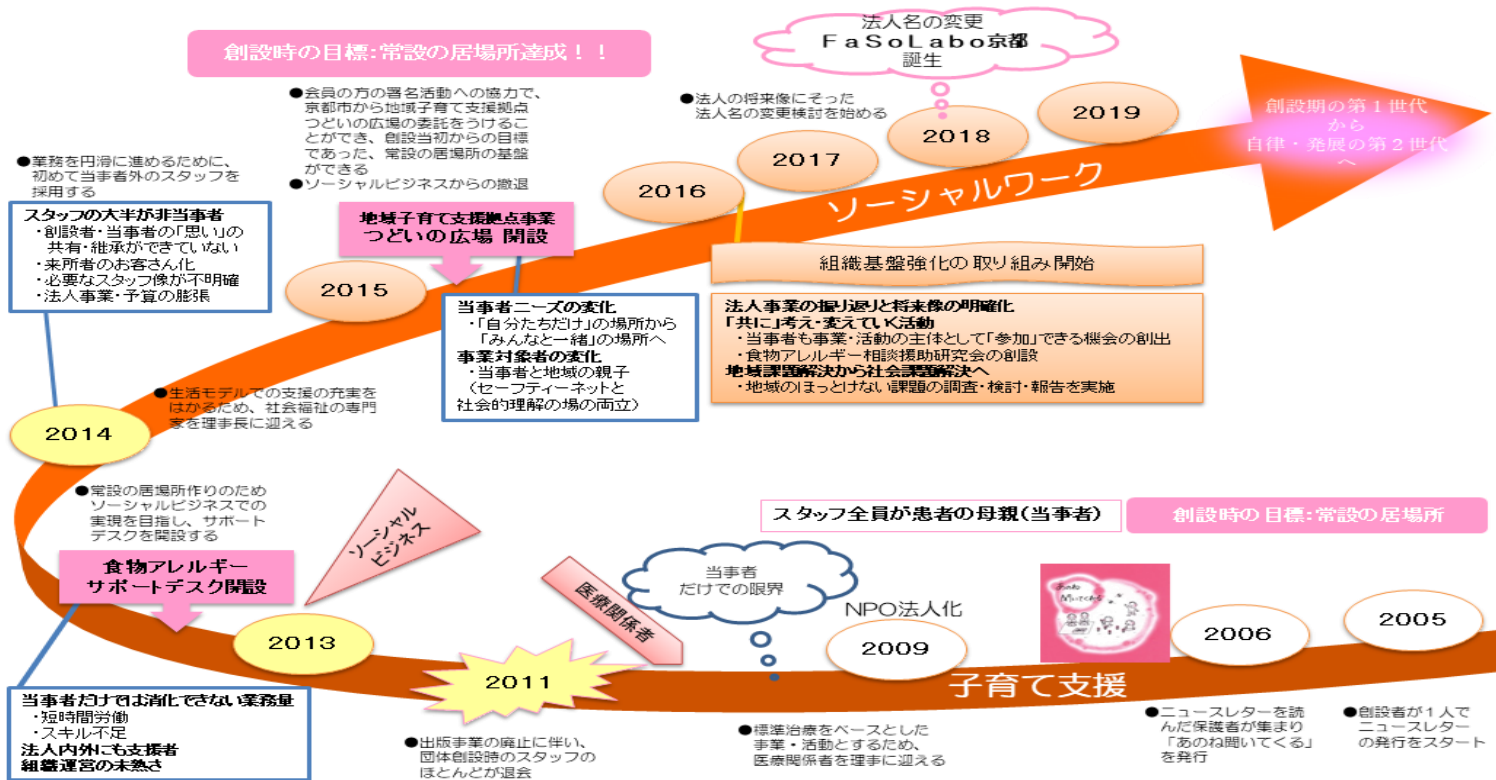 法人名の変更
FaSoLabo京都
誕生
創設時の目標:常設の居場所達成！！
●会員の方の署名活動への協力で、
京都市から地域子育て支援拠点
つどいの広場の委託をうけるこ
とができ、創設当初からの目標
であった、常設の居場所の基盤
ができる
●ソーシャルビジネスからの撤退
●法人の将来像にそった
法人名の変更検討を始める
2019
2018
2017
2016
創設期の第１世代
から
自律・発展の第２世代
へ
ソーシャルワーク
●業務を円滑に進めるために、
初めて当事者外のスタッフを
採用する
スタッフの大半が非当事者
・創設者・当事者の「思い」の
共有・継承ができていない
・来所者のお客さん化
・必要なスタッフ像が不明確
・法人事業・予算の膨張
地域子育て支援拠点事業
つどいの広場 開設
2015
組織基盤強化の取り組み開始
当事者ニーズの変化
・「自分たちだけ」の場所から
「みんなと一緒」の場所へ
事業対象者の変化
・当事者と地域の親子
（セーフティーネットと
社会的理解の場の両立）
法人事業の振り返りと将来像の明確化
「共に」考え・変えていく活動
・当事者も事業・活動の主体として「参加」できる機会の創出
・食物アレルギー相談援助研究会の創設
地域課題解決から社会課題解決へ
・地域のほっとけない課題の調査・検討・報告を実施
●生活モデルでの支援の充実を
はかるため、社会福祉の専門
家を理事長に迎える
2014
●常設の居場所作りのため
ソーシャルビジネスでの
実現を目指し、サポート
デスクを開設する
ソーシャル
ビジネス
スタッフ全員が患者の母親(当事者)
創設時の目標:常設の居場所
食物アレルギー
サポートデスク開設
医療関係者
当事者
だけでの限界
NPO法人化
あのね
聞いてくる
2005
2006
2009
2013
2011
子育て支援
当事者だけでは消化できない業務量
・短時間労働
・スキル不足
法人内外にも支援者
組織運営の未熟さ
●出版事業の廃止に伴い、
団体創設時のスタッフの
ほとんどが退会
●標準治療をベースとした
事業・活動とするため、
医療関係者を理事に迎える
●ニュースレターを読
んだ保護者が集まり
「あのね聞いてくる」
を発行
●創設者が１人で
ニュースレター
の発行をスタート